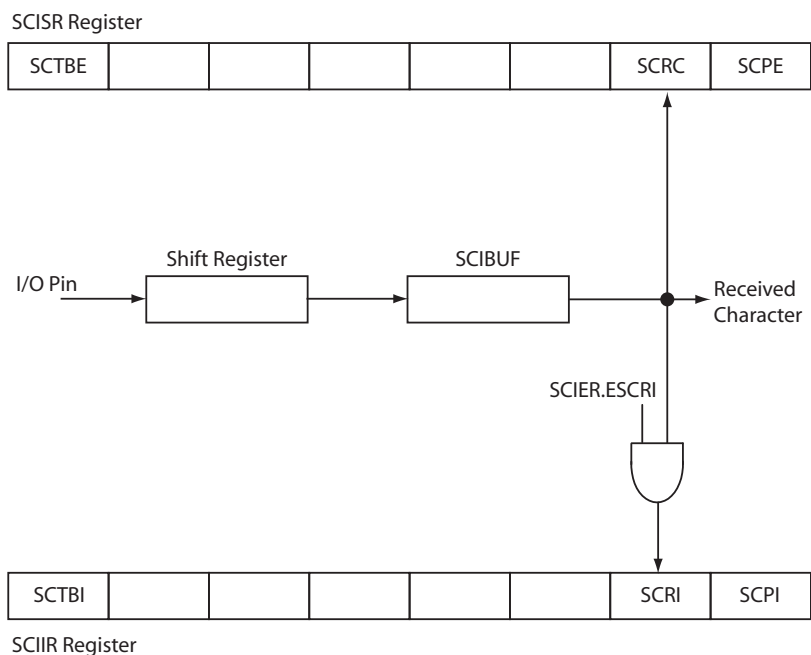 SCISR Register
SCTBE SCRC SCPE
Shift Register SCIBUF
I/O Pin
Received
Character
SCIER.ESCRI
SCTBI SCRI SCPI
SCIIR Register